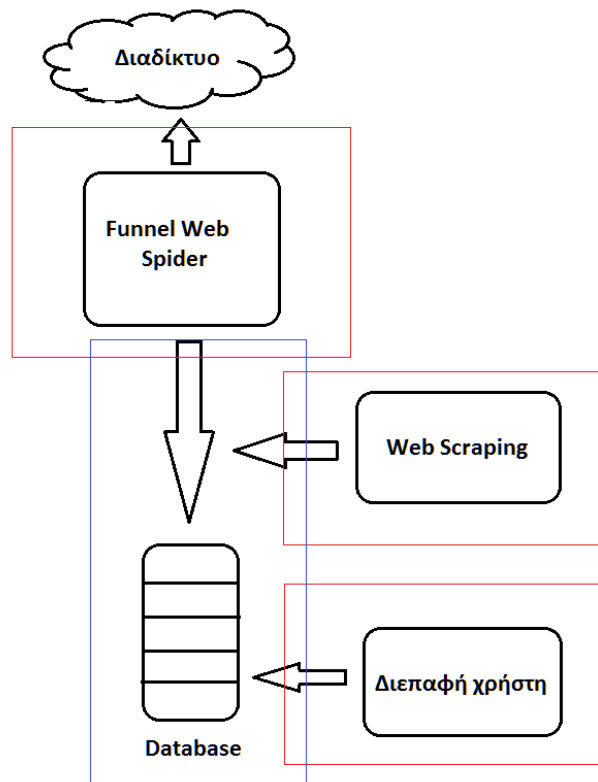 Διαδίκτυο
Funnel Web
Spider
Web Scraping
Διεπαφή χρήστη
Database